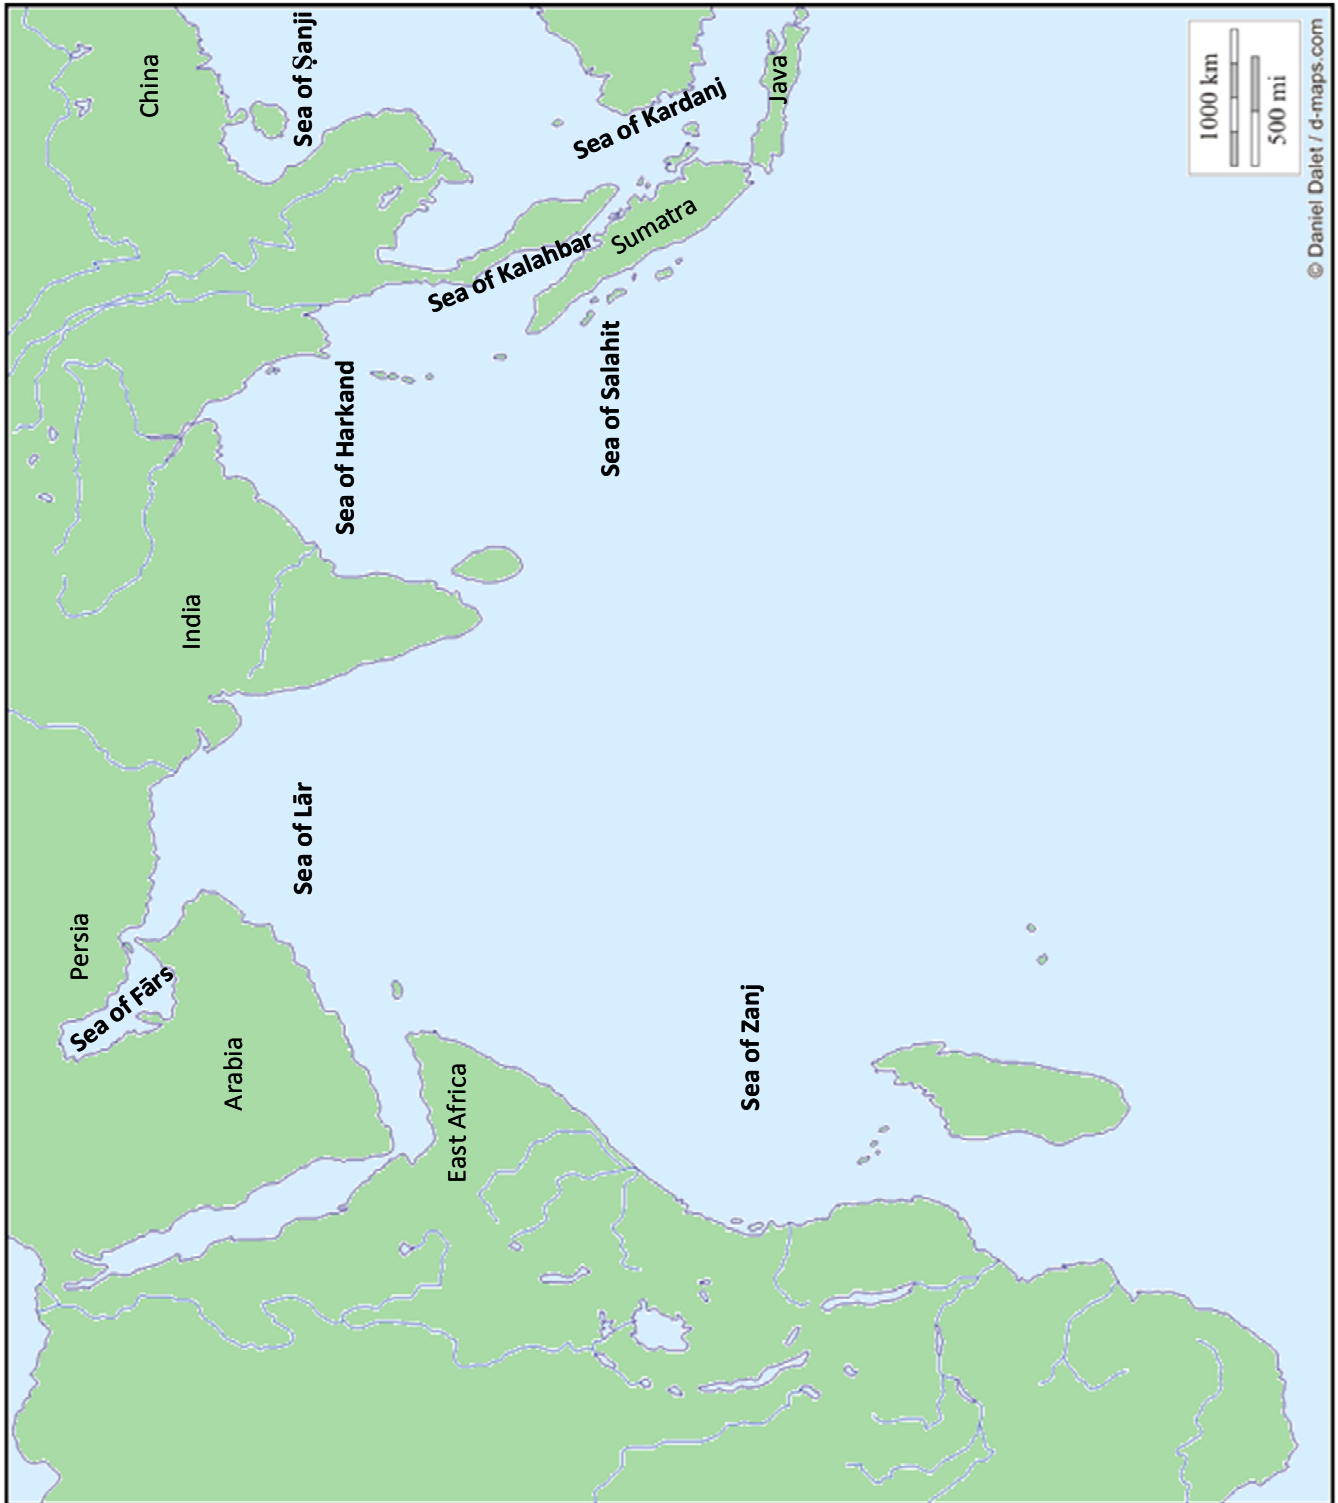 Persia
Sea of Fārs
China
India
Arabia
Sea of Lār
Sea of Ṣanji
Sea of Harkand
East Africa
Sea of Kalahbar
Sea of Salahit
Sumatra
Sea of Kardanj
Sea of Zanj
Java
1000 km
500 mi
© Daniel Dalet / d-maps.com